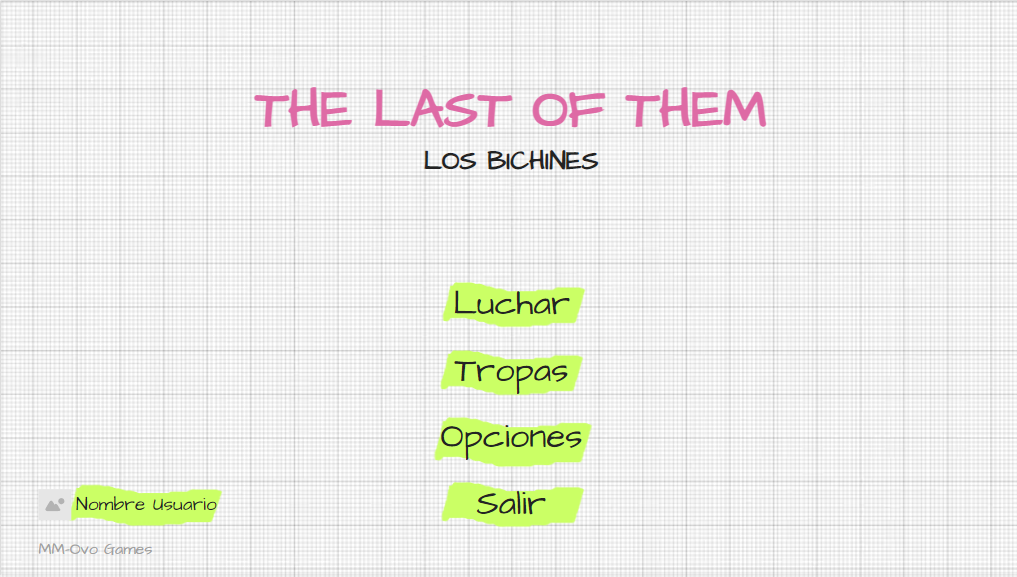 THE LAST OF THEM
LOS BICHINES
Luchar
Tropas
Opciones
Salir
Nombre Usuario
MM-Ovo Games